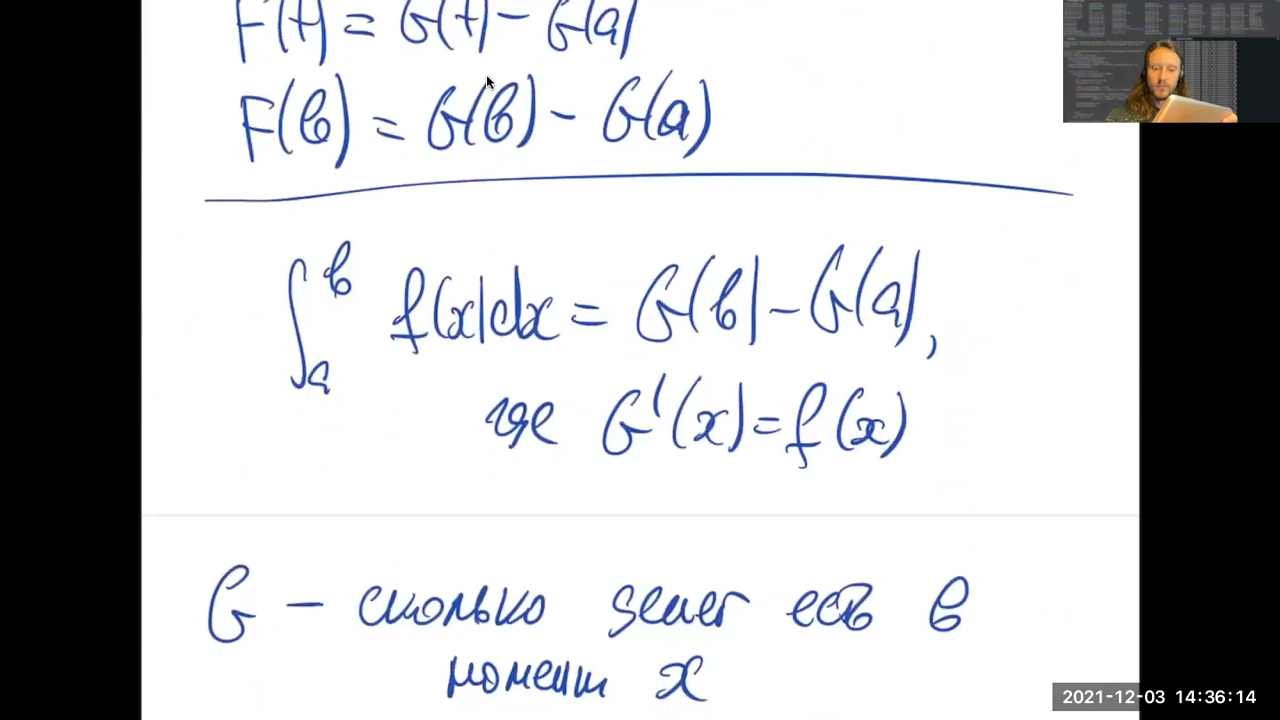 F(t) = G(t) - G(a)
F(b) = G(b) - G(a)
∫_a^b f(x)dx = G(b) - G(a),
где G'(x) = f(x)
G – сколько денег есть в
момент x
2021-12-03 14:36:14